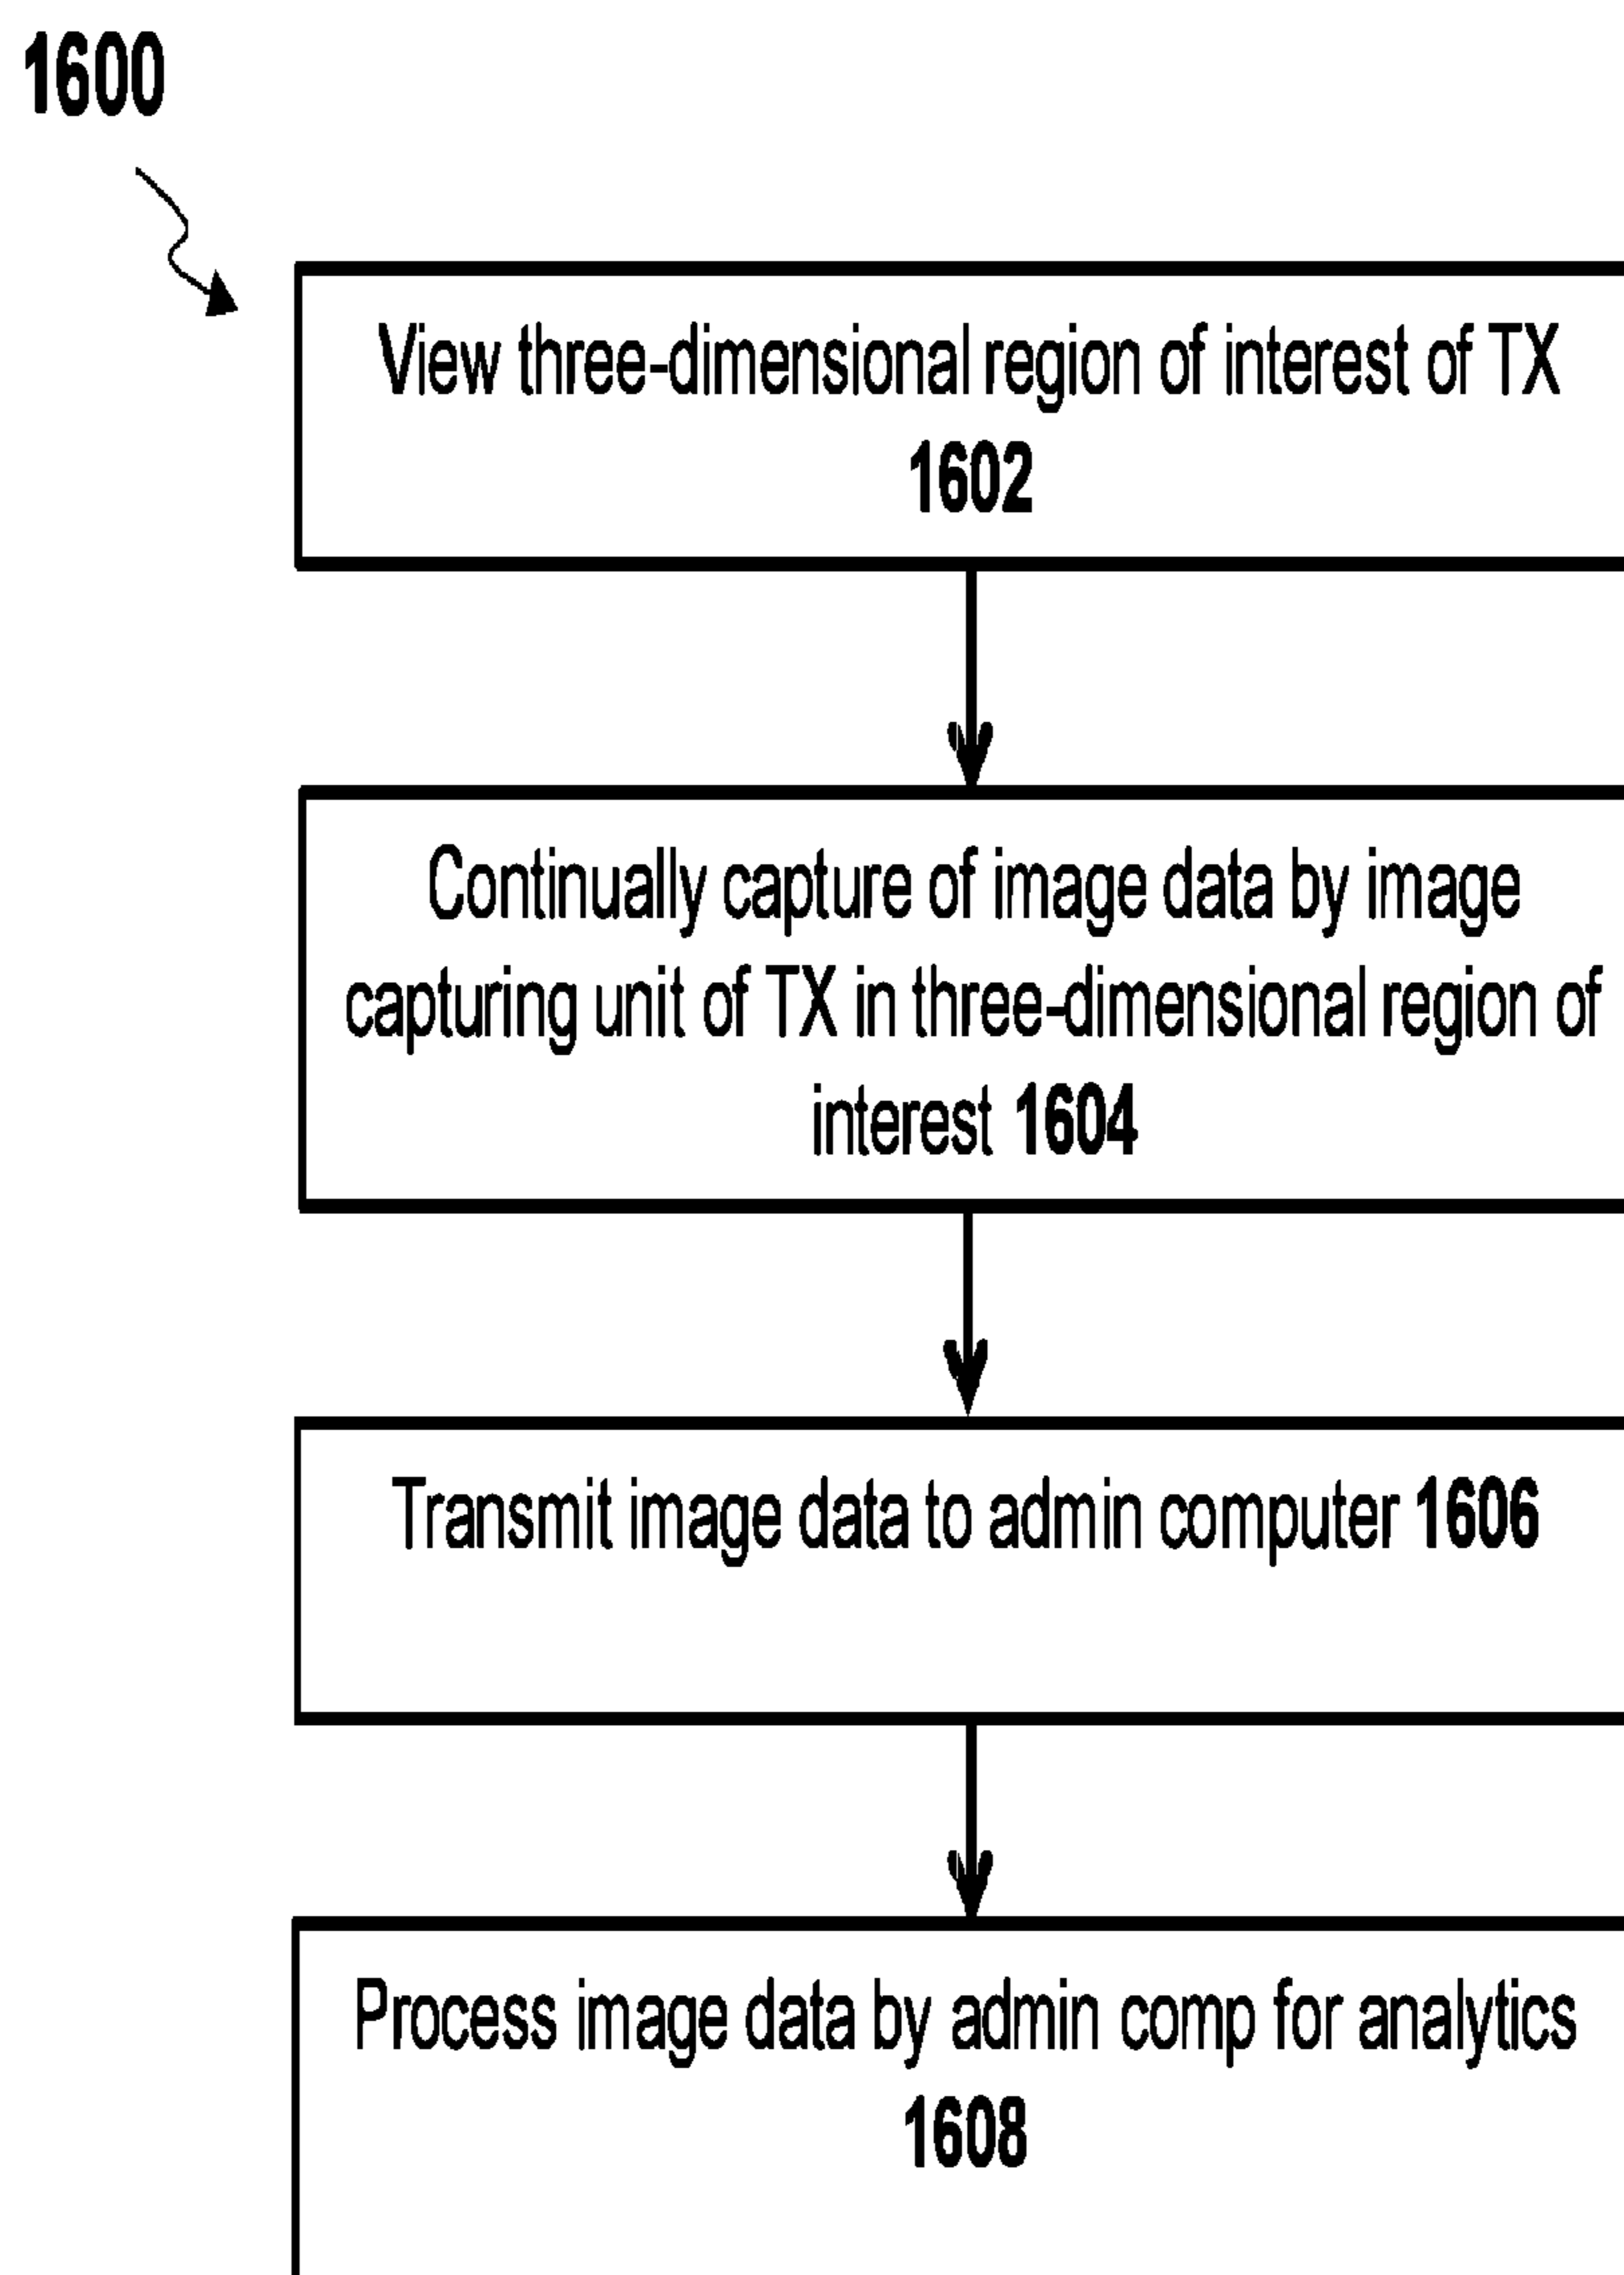 1600
View three-dimensional region of interest of TX
1602
Continually capture of image data by image
capturing unit of TX in three-dimensional region of
interest 1604
Transmit image data to admin computer 1606
Process image data by admin comp for analytics
1608